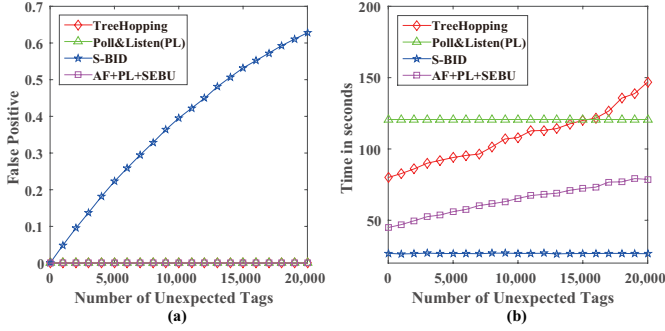 0.7
0.6
0.5
0.4
0.3
0.2
0.1
0
False Positive
TreeHopping
Poll&Listen(PL)
S-BID
AF+PL+SEBU
0 5,000 10,000 15,000 20,000
Number of Unexpected Tags
(a)
200
150
100
50
Time in seconds
TreeHopping
Poll&Listen(PL)
S-BID
AF+PL+SEBU
0 5,000 10,000 15,000 20,000
Number of Unexpected Tags
(b)